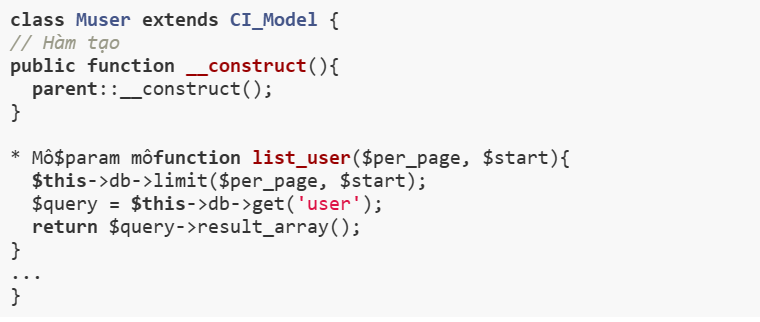 class Muser extends CI_Model {
// Hàm tạo
public function __construct(){
  parent::__construct();
}

* Mô$param môfunction list_user($per_page, $start){
  $this->db->limit($per_page, $start);
  $query = $this->db->get('user');
  return $query->result_array();
}
...
}